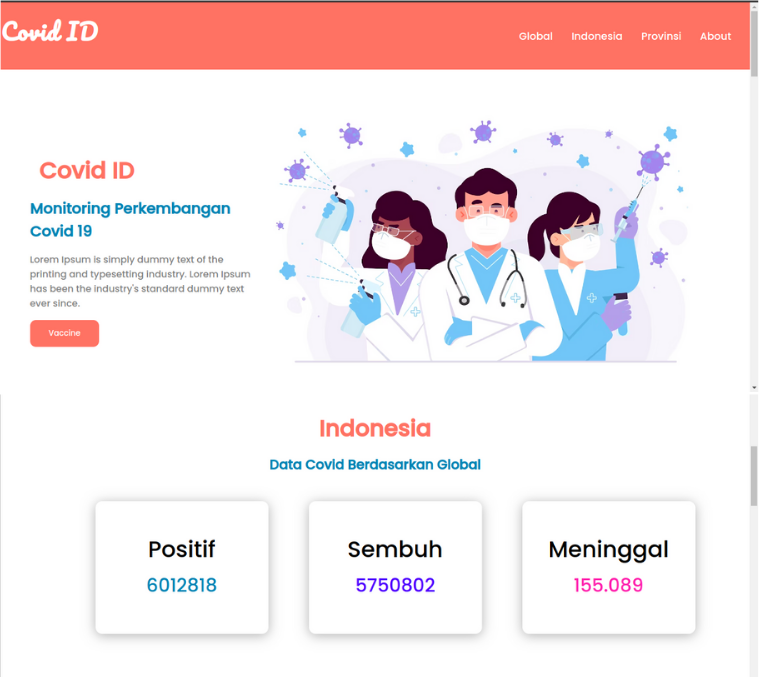 Covid ID
Global Indonesia Provinsi About
Covid ID
Monitoring Perkembangan
Covid 19
Lorem Ipsum is simply dummy text of the
printing and typesetting industry. Lorem Ipsum
has been the industry's standard dummy text
ever since.
Vaccine
Indonesia
Data Covid Berdasarkan Global
Positif
6012818
Sembuh
5750802
Meninggal
155.089